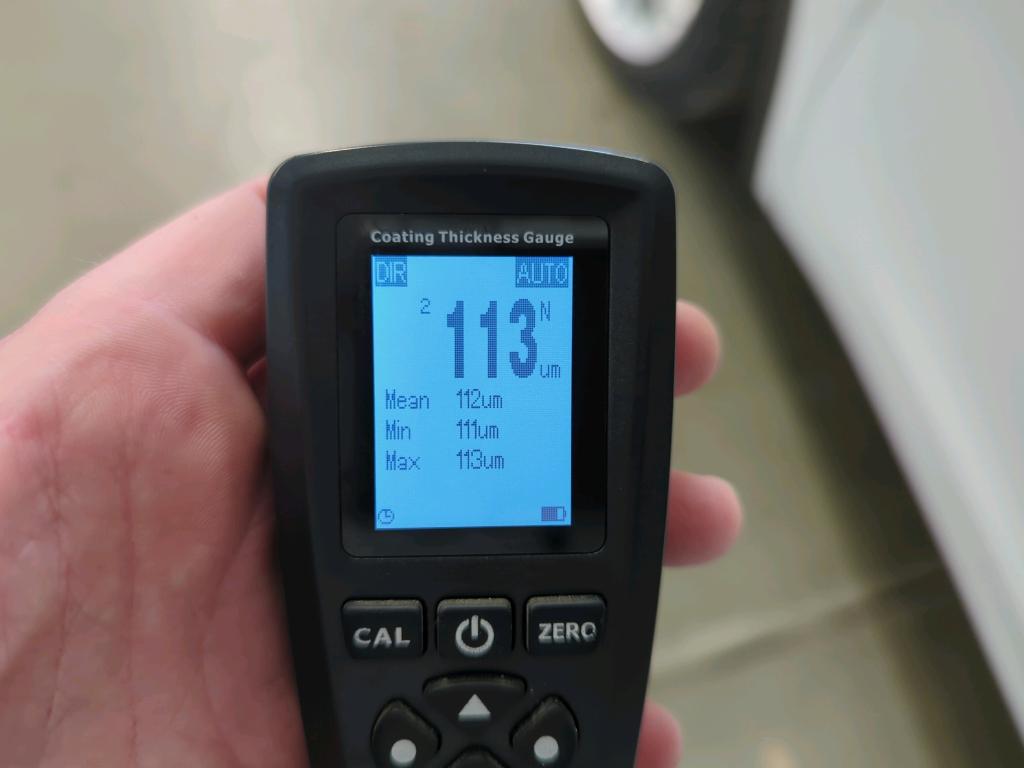 Coating Thickness Gauge
DIR AUTO
2 113 N
um
Mean 112um
Min 111um
Max 113um
CAL ZERO